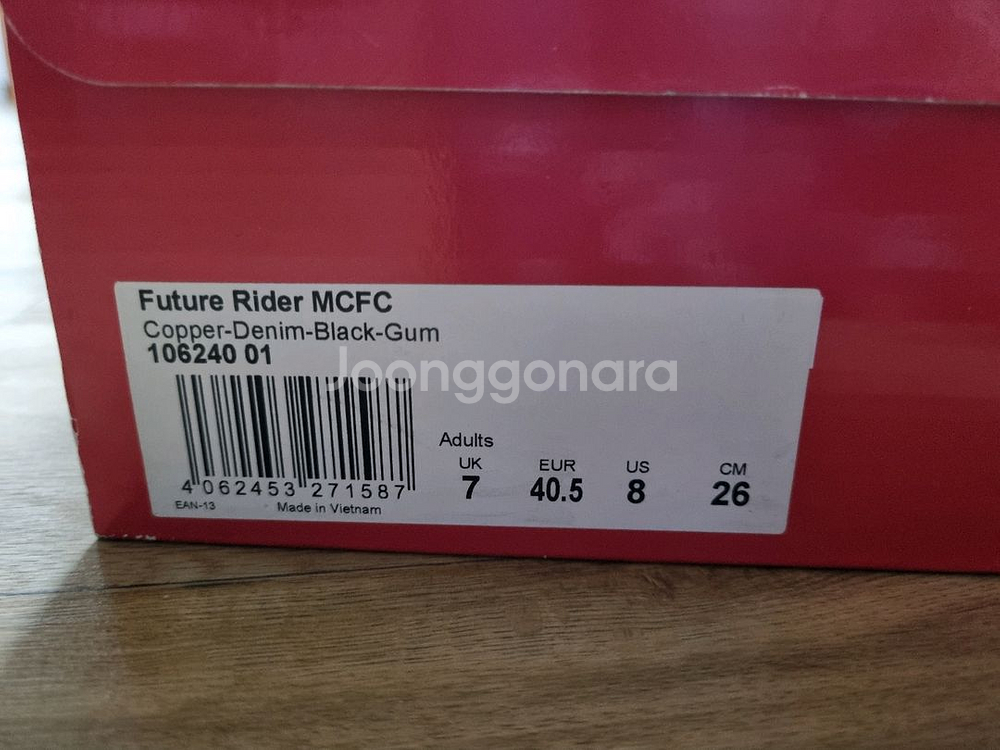 Future Rider MCFC
Copper-Denim-Black-Gum
106240 01
Joonggonara
4 062453 271587
EAN-13
Made in Vietnam
Adults
UK EUR US CM
7 40.5 8 26